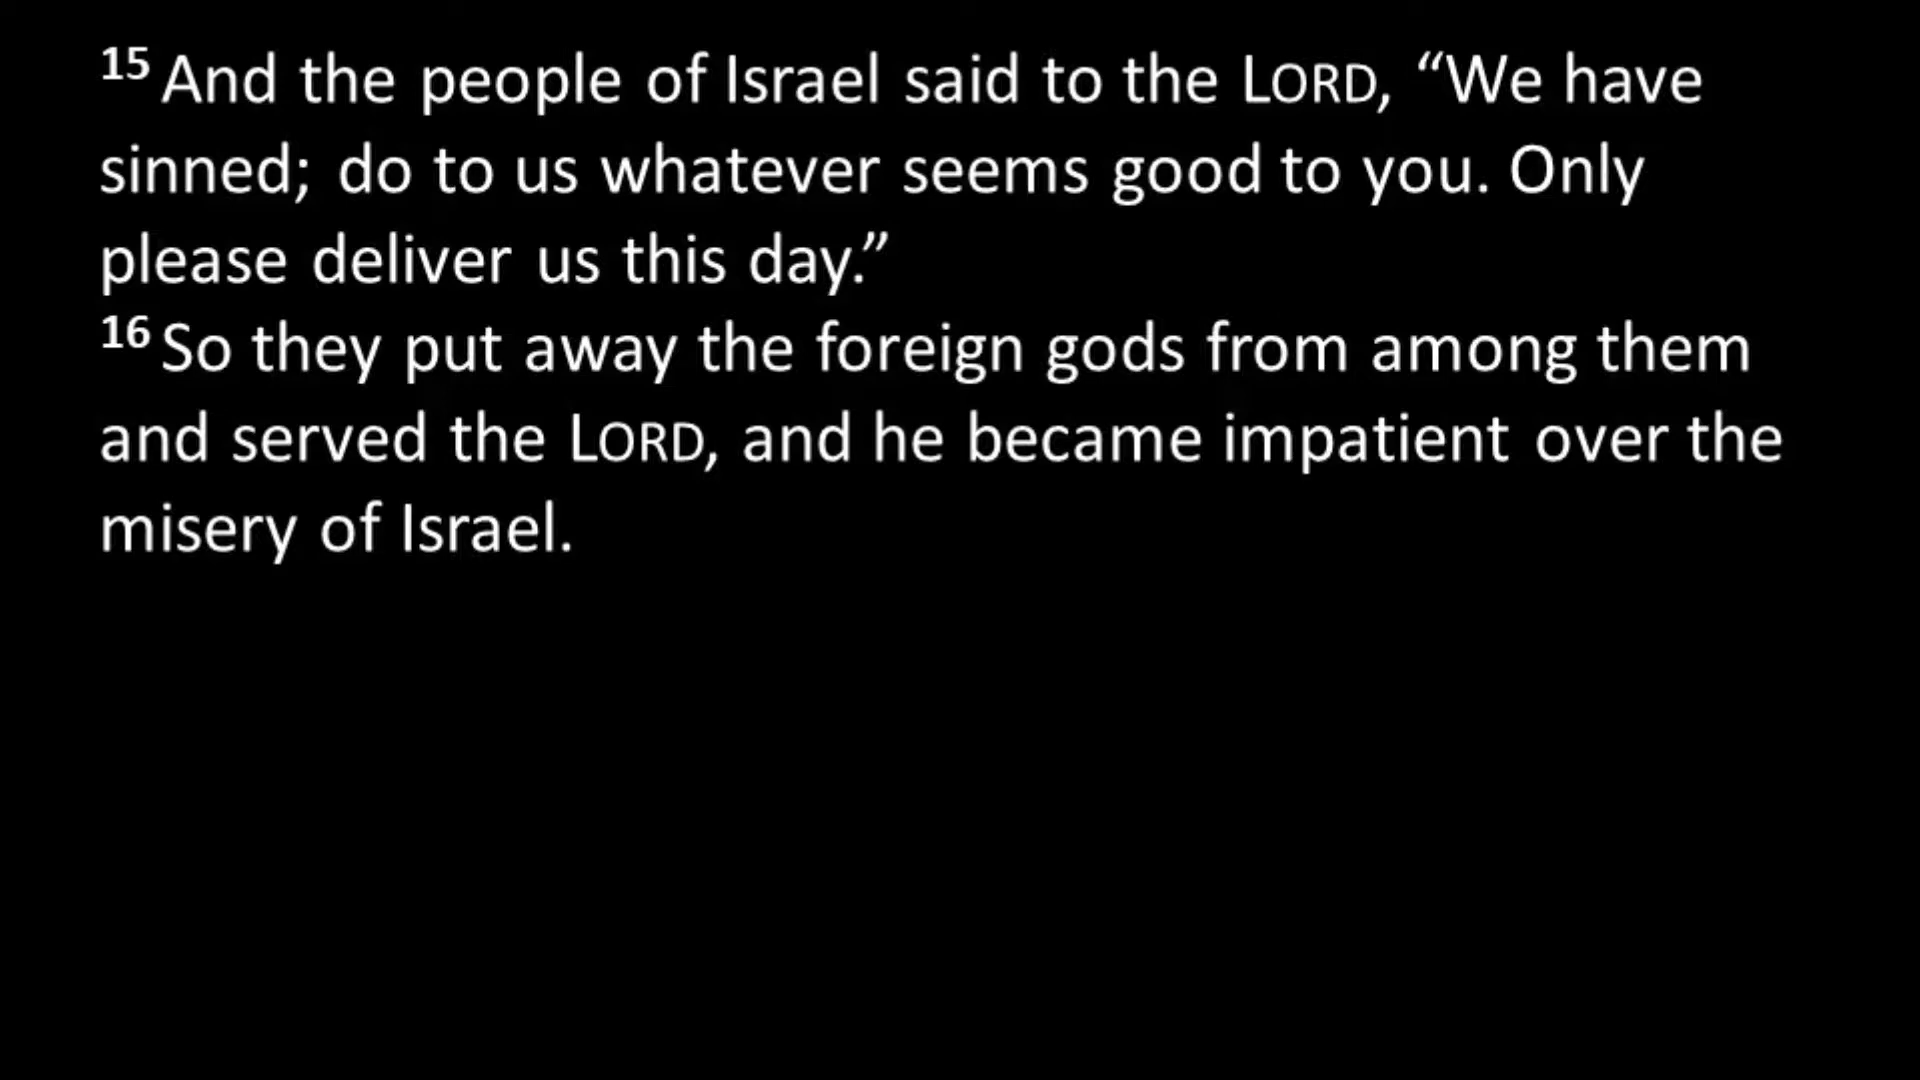 15 And the people of Israel said to the LORD, “We have
sinned; do to us whatever seems good to you. Only
please deliver us this day.”
16 So they put away the foreign gods from among them
and served the LORD, and he became impatient over the
misery of Israel.